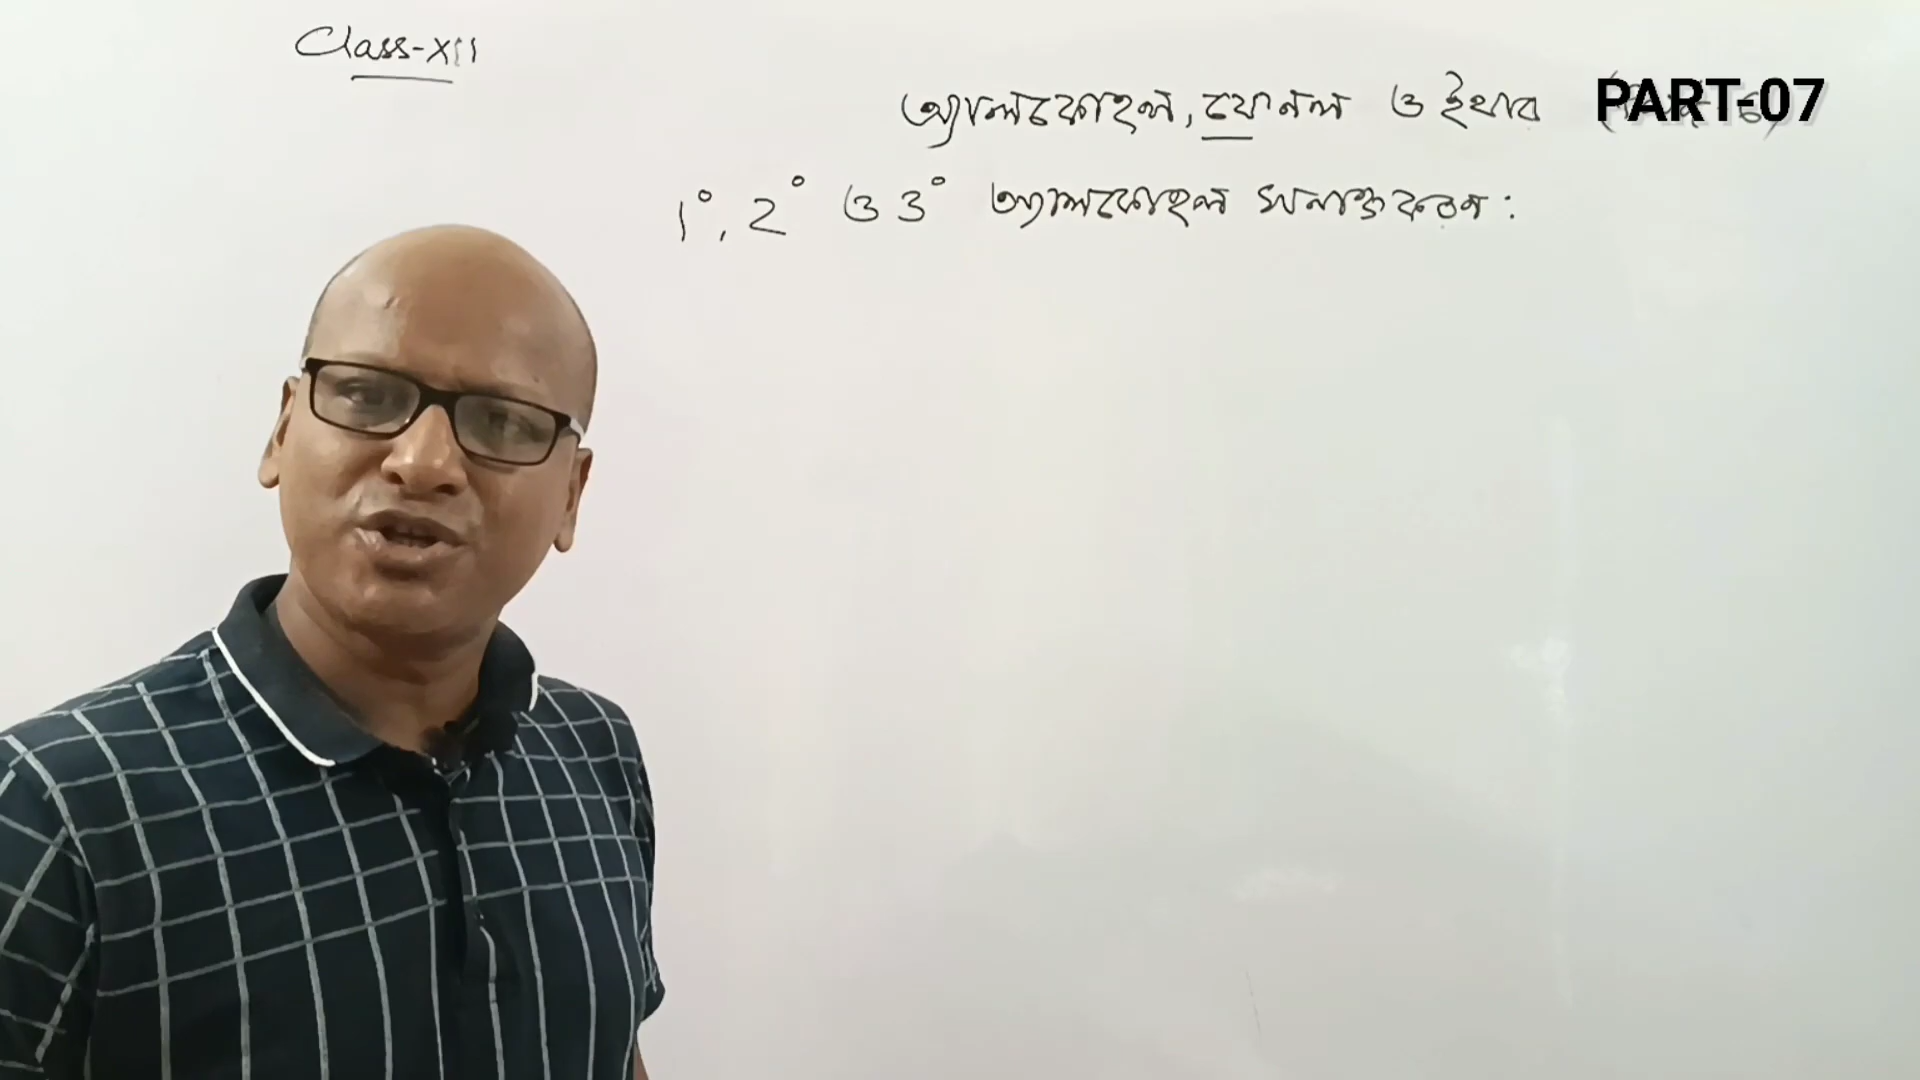 Class-XII
অ্যালকোহল, ফেনল ও ইথার PART-07
1°, 2° ও 3° অ্যালকোহল সনাক্তকরণ :